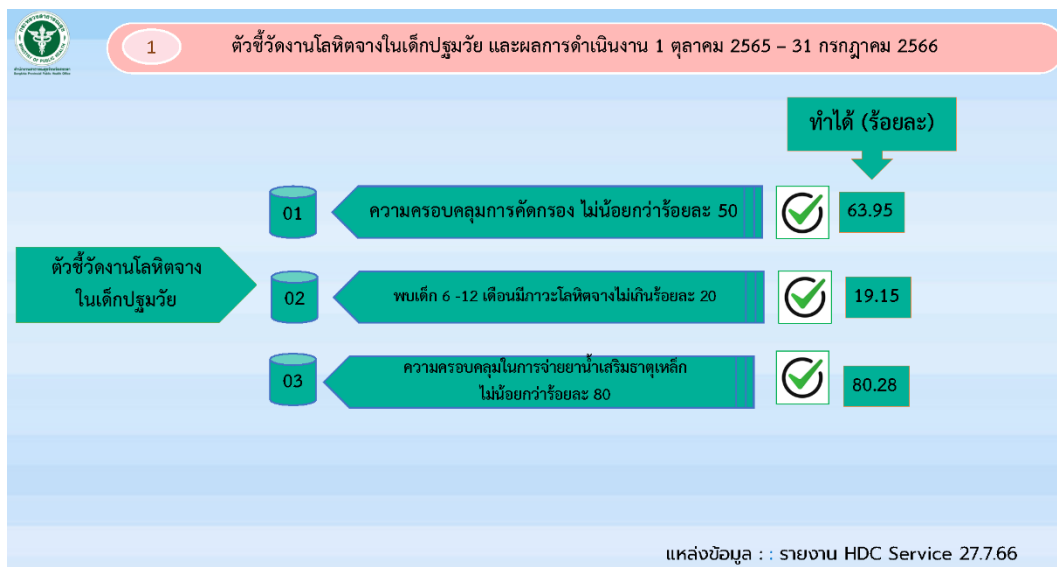 1
ตัวชี้วัดงานโลหิตจางในเด็กปฐมวัย และผลการดำเนินงาน 1 ตุลาคม 2565 – 31 กรกฎาคม 2566
ทำได้ (ร้อยละ)
ตัวชี้วัดงานโลหิตจาง
ในเด็กปฐมวัย
01
ความครอบคลุมการคัดกรอง ไม่น้อยกว่าร้อยละ 50
63.95
02
พบเด็ก 6 -12 เดือนมีภาวะโลหิตจางไม่เกินร้อยละ 20
19.15
03
ความครอบคลุมในการจ่ายยาน้ำเสริมธาตุเหล็ก
ไม่น้อยกว่าร้อยละ 80
80.28
แหล่งข้อมูล : : รายงาน HDC Service 27.7.66